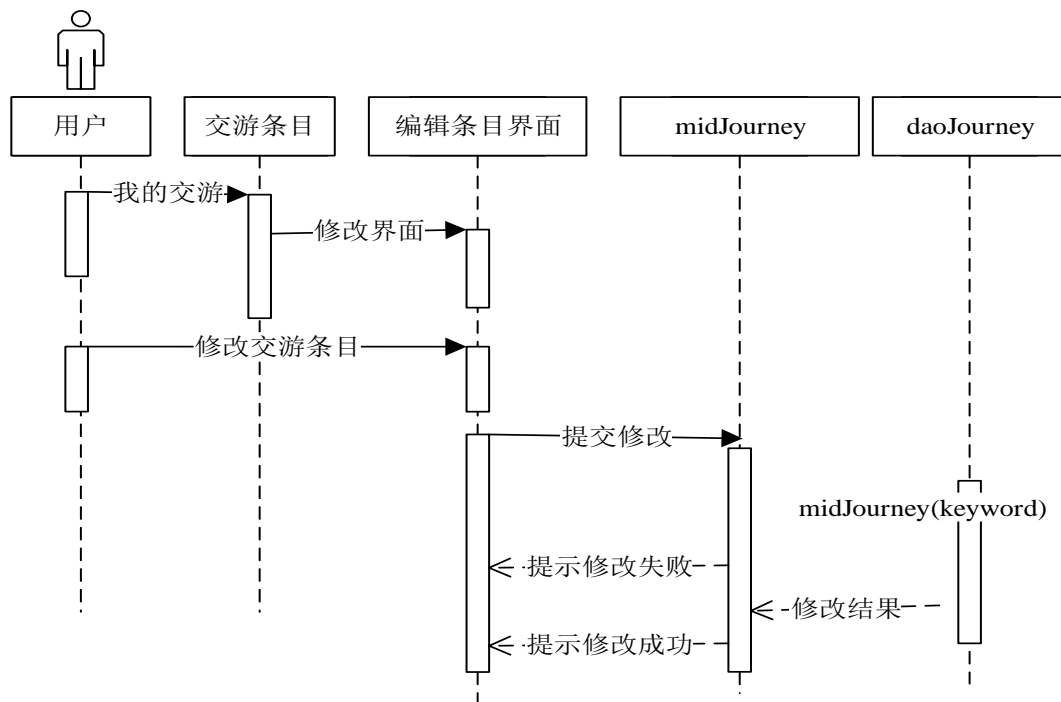 用户
交游条目
编辑条目界面
midJourney
daoJourney
我的交游
修改界面
修改交游条目
提交修改
midJourney(keyword)
提示修改失败
修改结果
提示修改成功